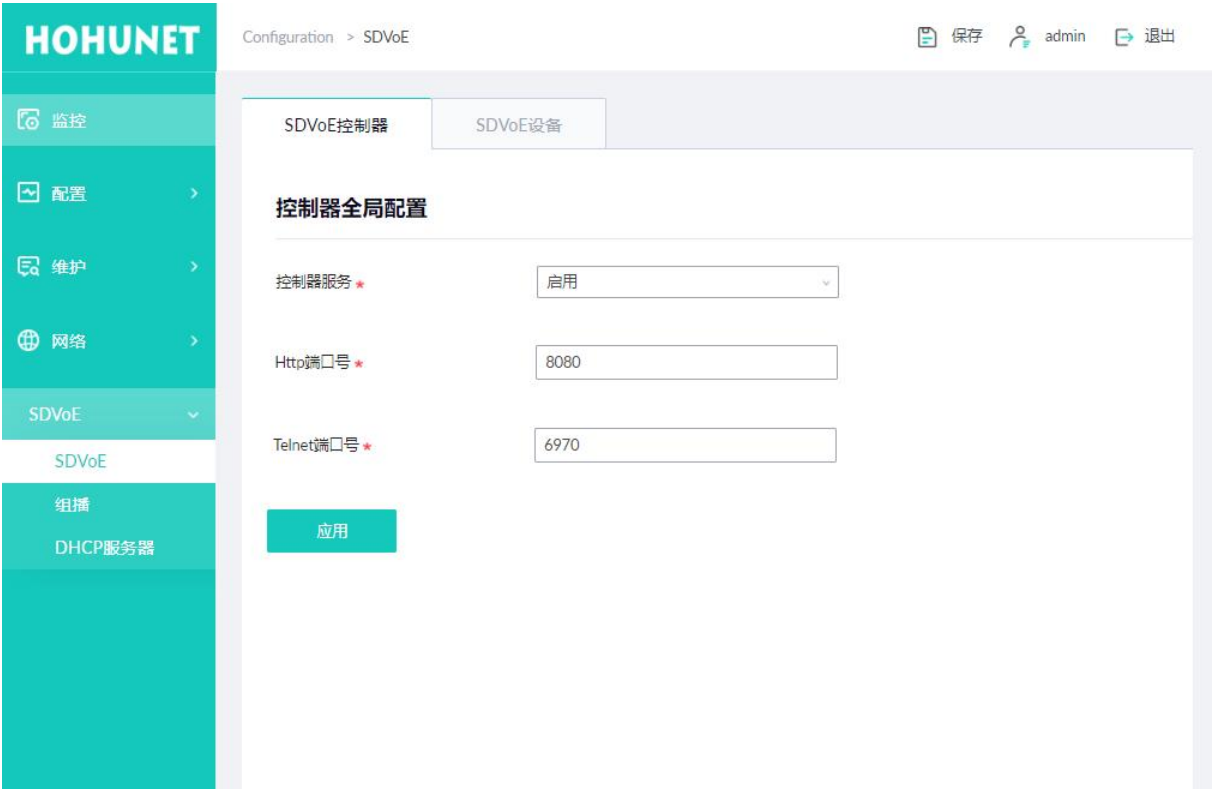 HOHUNET
Configuration > SDVoE
保存 admin 退出
监控
配置
维护
网络
SDVoE
SDVoE
组播
DHCP服务器
SDVoE控制器 SDVoE设备
控制器全局配置
控制器服务 * 启用
Http端口号 * 8080
Telnet端口号 * 6970
应用